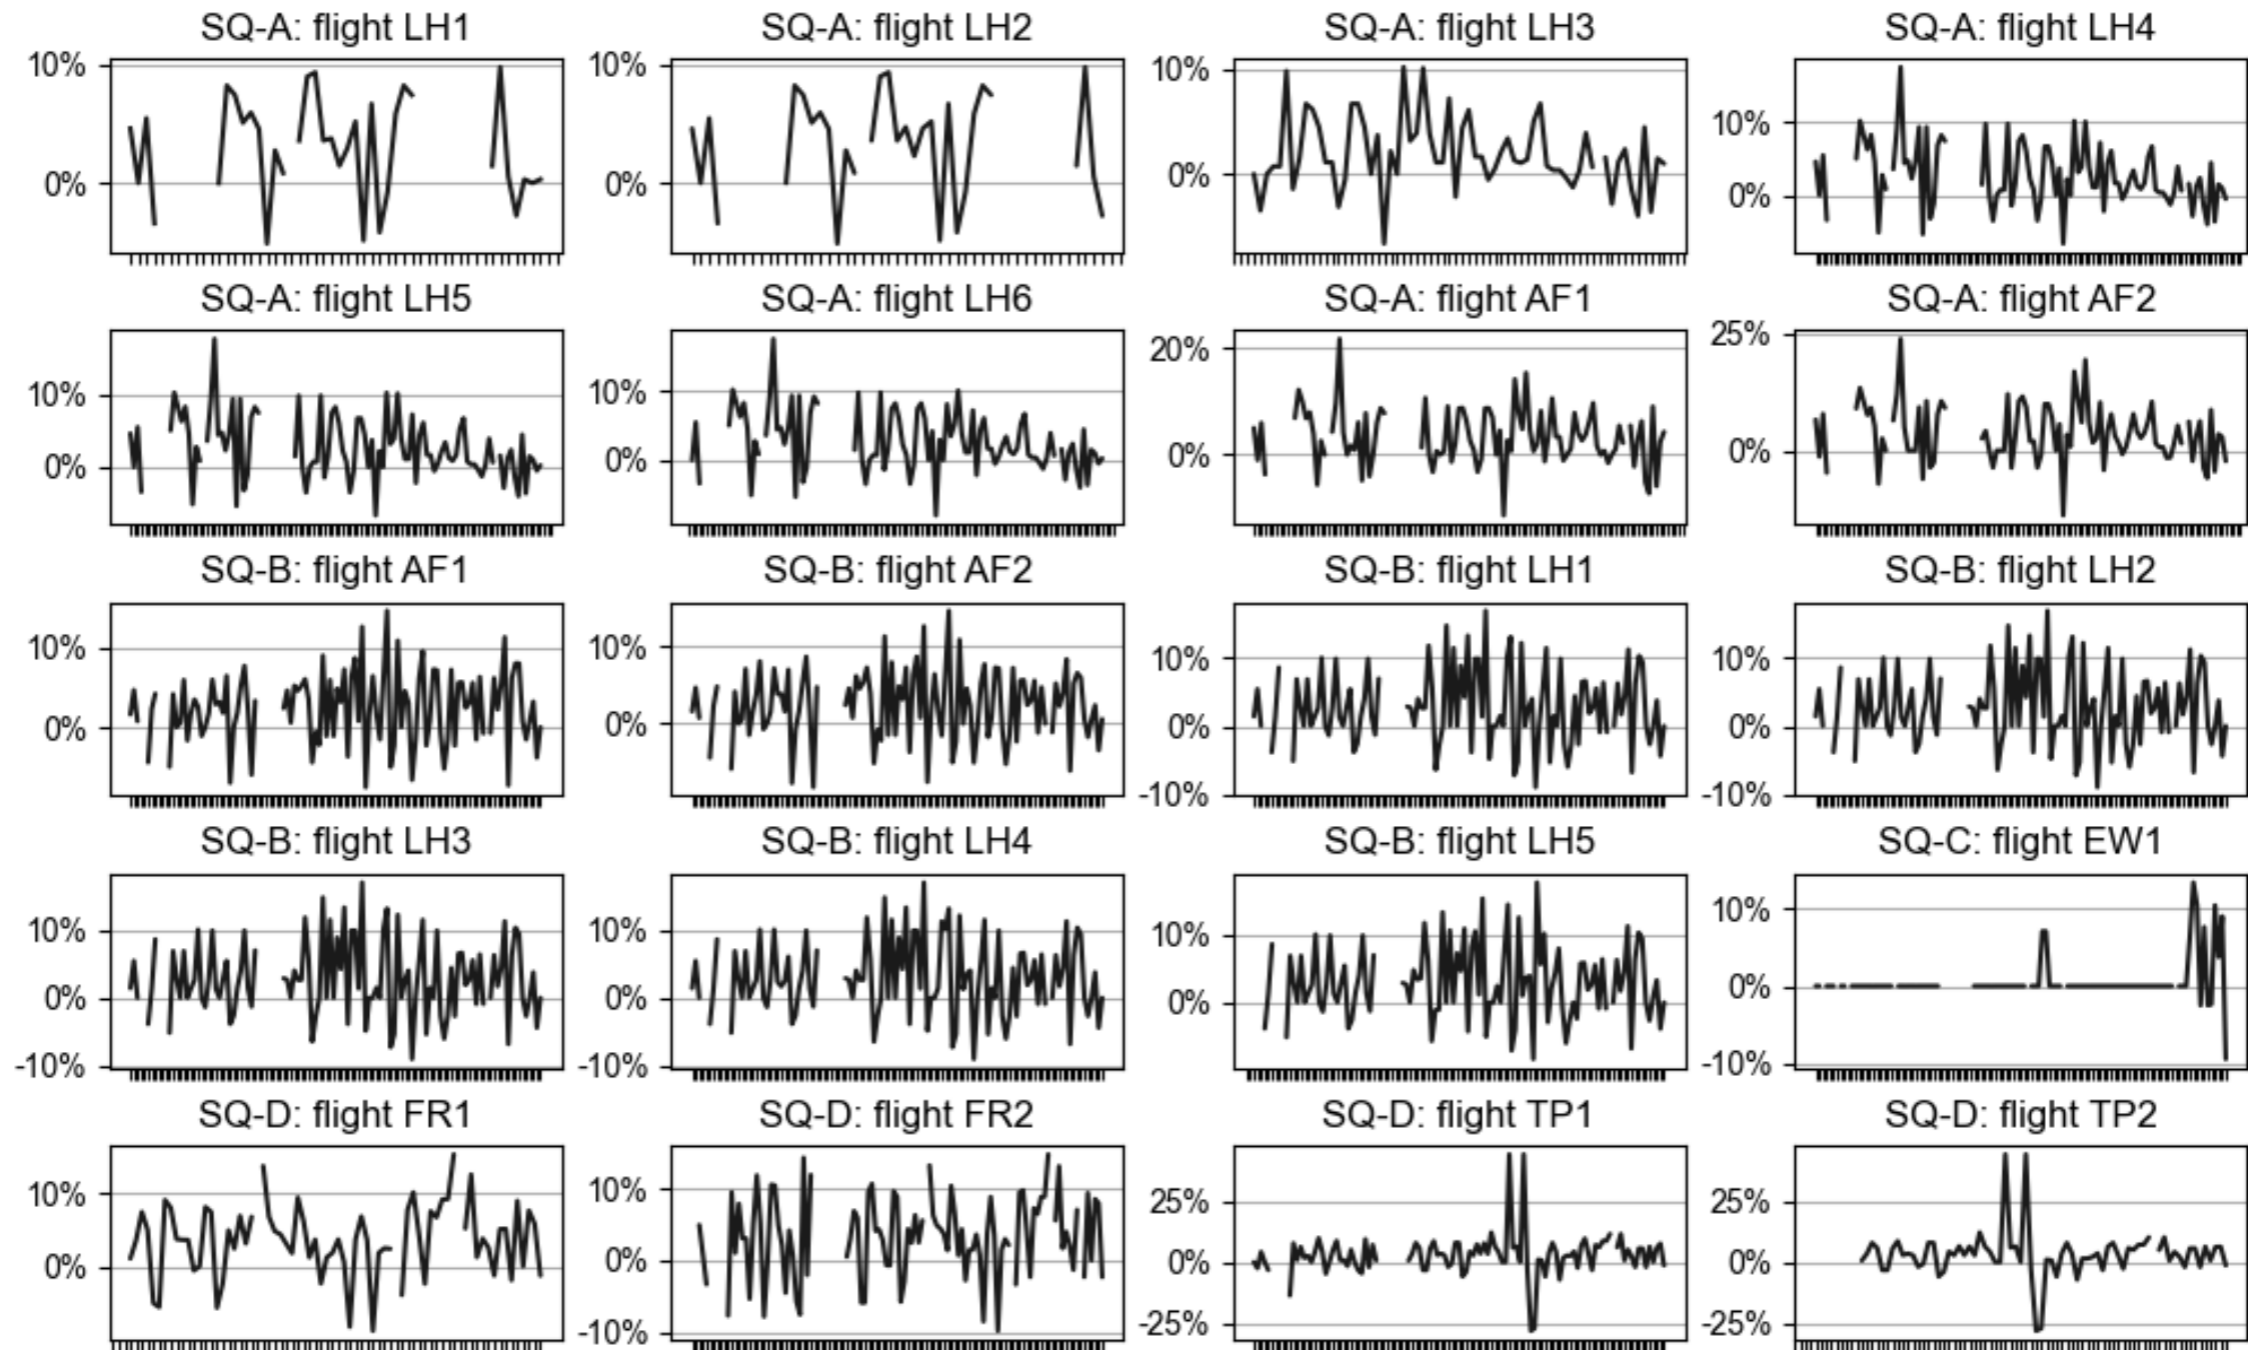 SQ-A: flight LH1
10%
0%
SQ-A: flight LH2
10%
0%
SQ-A: flight LH3
10%
0%
SQ-A: flight LH4
10%
0%
SQ-A: flight LH5
10%
0%
SQ-A: flight LH6
10%
0%
SQ-A: flight AF1
20%
0%
SQ-A: flight AF2
25%
0%
SQ-B: flight AF1
10%
0%
SQ-B: flight AF2
10%
0%
SQ-B: flight LH1
10%
0%
-10%
SQ-B: flight LH2
10%
0%
-10%
SQ-B: flight LH3
10%
0%
-10%
SQ-B: flight LH4
10%
0%
-10%
SQ-B: flight LH5
10%
0%
SQ-C: flight EW1
10%
0%
-10%
SQ-D: flight FR1
10%
0%
SQ-D: flight FR2
10%
0%
-10%
SQ-D: flight TP1
25%
0%
-25%
SQ-D: flight TP2
25%
0%
-25%